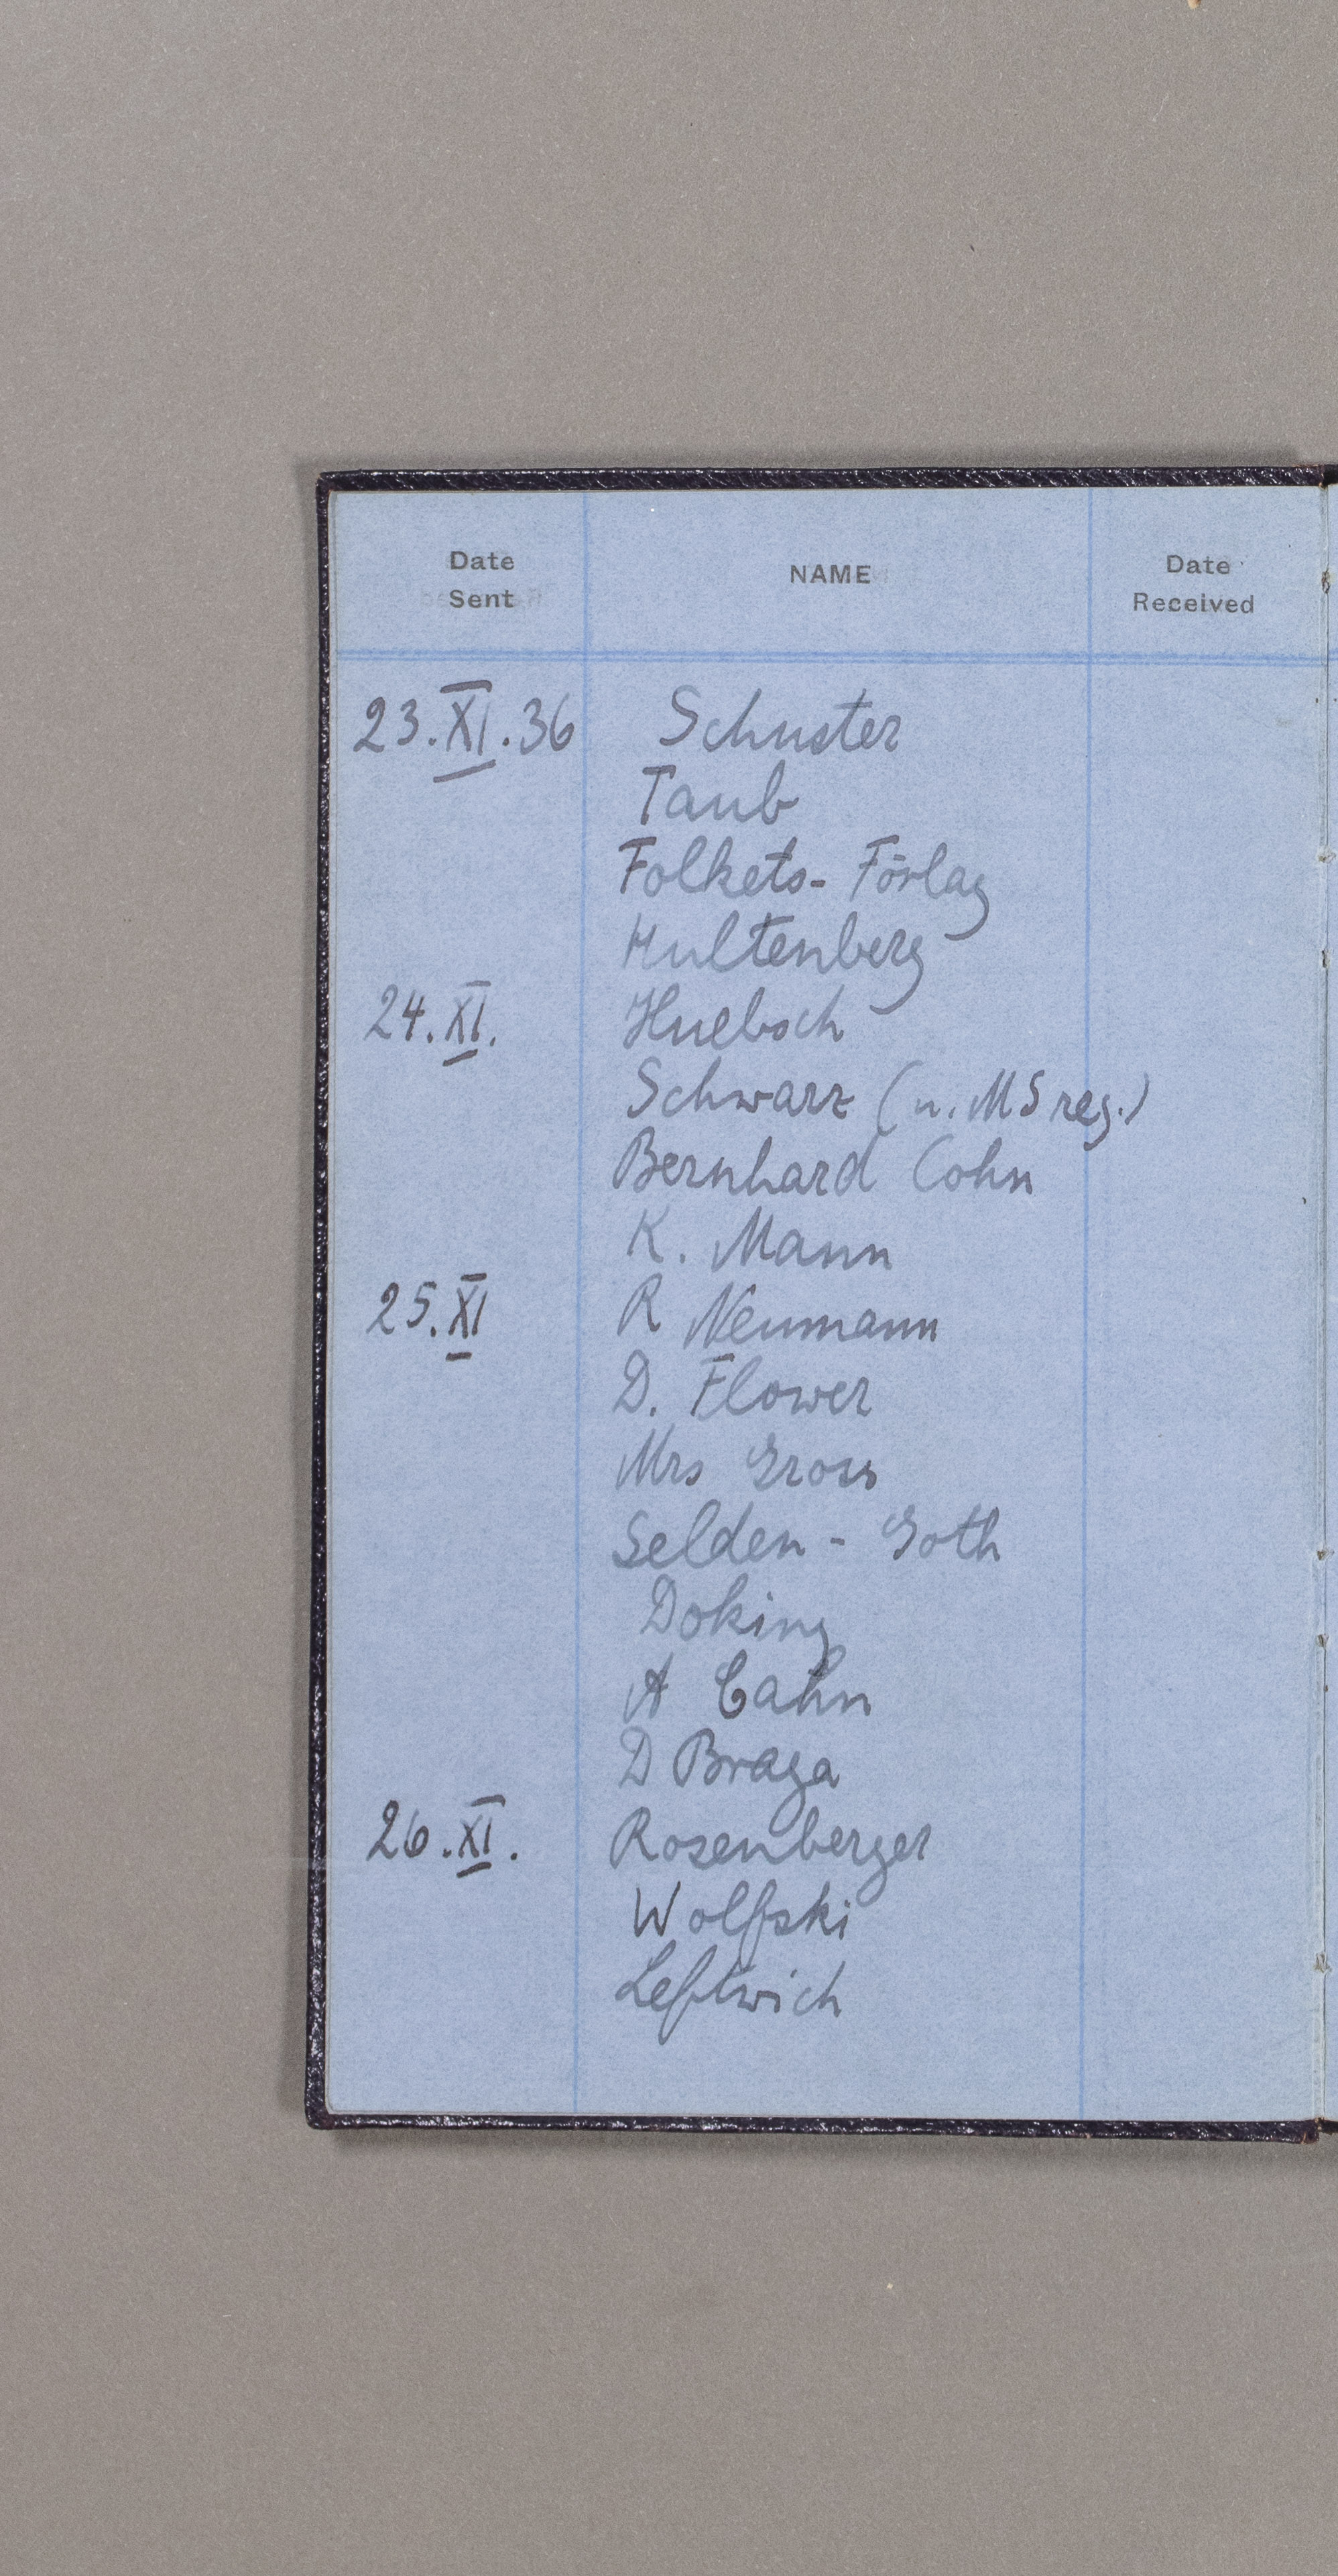 Date Sent NAME Date Received
23.XI.36 Schuster
Taub
Folkets-Förlag
Hultenberg
24.XI. Huebsch
Schwarz (u. MS reg.)
Bernhard Cohn
K. Mann
25.XI R Neumann
D. Flower
Mrs Gross
Selden-Goth
Doking
A Cahn
D Braga
26.XI. Rosenberger
Wolfski
Leftwich